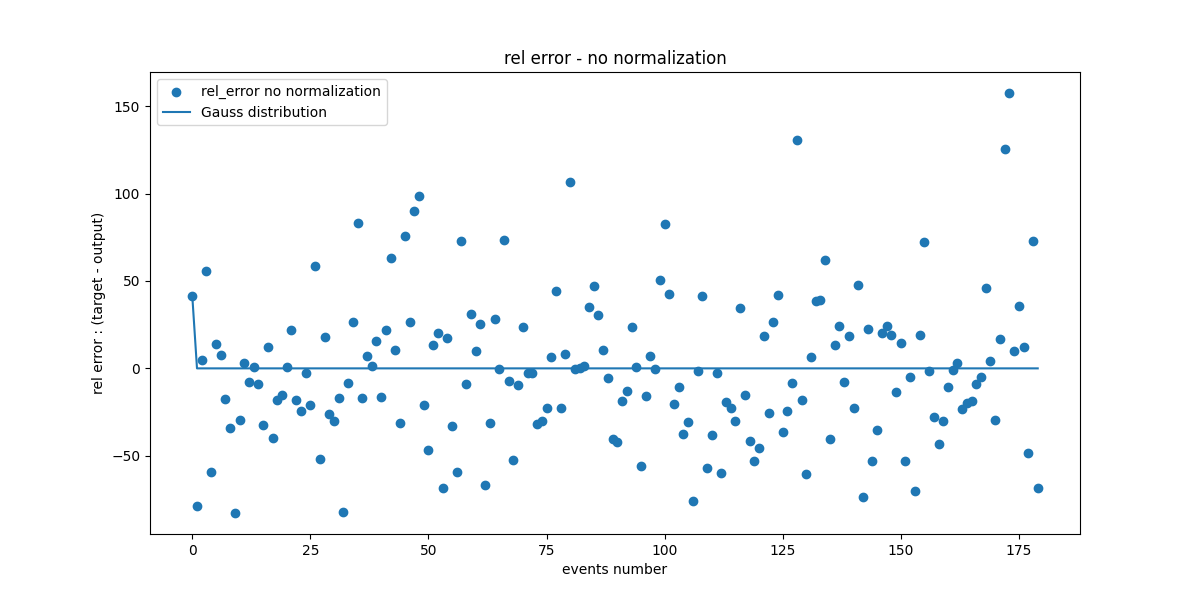 rel error - no normalization
rel_error no normalization
Gauss distribution
rel error : (target - output)
150
100
50
0
−50
0 25 50 75 100 125 150 175
events number